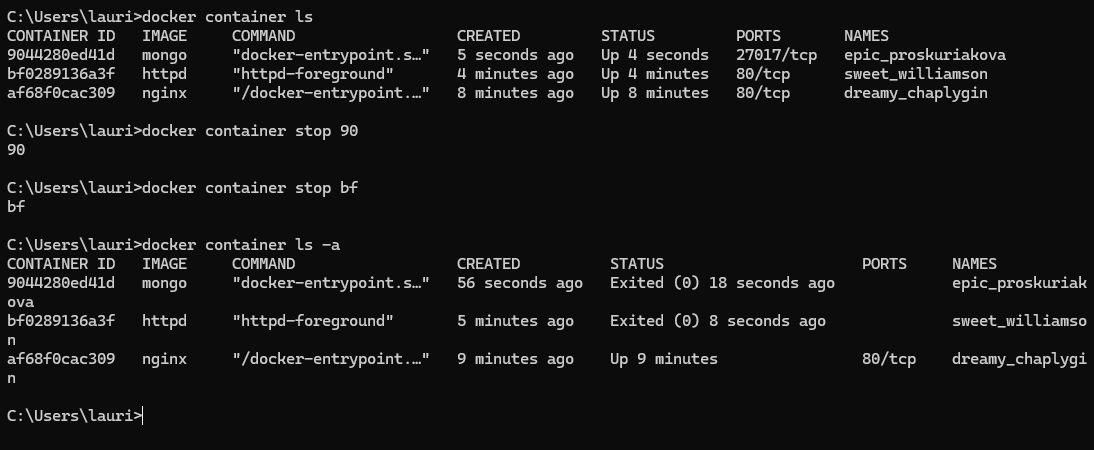 C:\Users\lauri>docker container ls
CONTAINER ID   IMAGE     COMMAND                  CREATED         STATUS         PORTS       NAMES
9044280ed41d   mongo     "docker-entrypoint.s…"   5 seconds ago   Up 4 seconds   27017/tcp   epic_proskuriakova
bf0289136a3f   httpd     "httpd-foreground"       4 minutes ago   Up 4 minutes   80/tcp      sweet_williamson
af68f0cac309   nginx     "/docker-entrypoint.…"   8 minutes ago   Up 8 minutes   80/tcp      dreamy_chaplygin
C:\Users\lauri>docker container stop 90
90
C:\Users\lauri>docker container stop bf
bf
C:\Users\lauri>docker container ls -a
CONTAINER ID   IMAGE     COMMAND                  CREATED          STATUS                      PORTS     NAMES
9044280ed41d   mongo     "docker-entrypoint.s…"   56 seconds ago   Exited (0) 18 seconds ago             epic_proskuriak
ova
bf0289136a3f   httpd     "httpd-foreground"       5 minutes ago    Exited (0) 8 seconds ago              sweet_williamso
n
af68f0cac309   nginx     "/docker-entrypoint.…"   9 minutes ago    Up 9 minutes                80/tcp    dreamy_chaplygi
n
C:\Users\lauri>